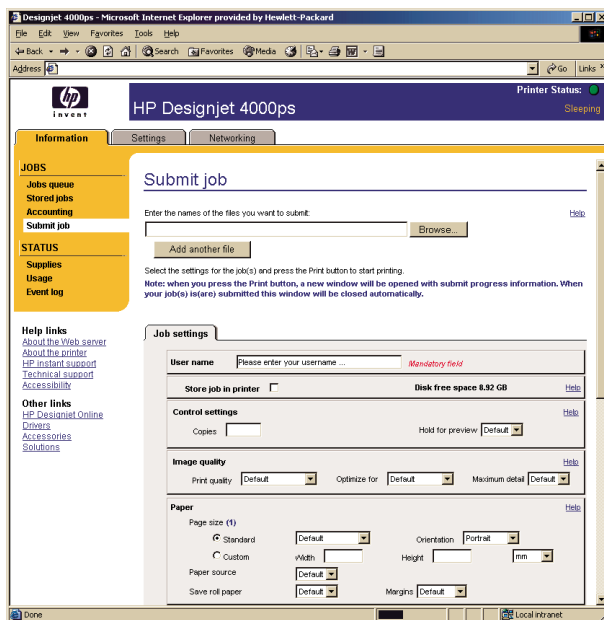 Designjet 4000ps - Microsoft Internet Explorer provided by Hewlett-Packard
File Edit View Favorites Tools Help
Back Search Favorites Media
Address Go Links
hp
invent
HP Designjet 4000ps
Printer Status:
Sleeping
Information Settings Networking
JOBS
Jobs queue
Stored jobs
Accounting
Submit job
STATUS
Supplies
Usage
Event log
Help links
About the Web server
About the printer
HP instant support
Technical support
Accessibility
Other links
HP Designjet Online
Drivers
Accessories
Solutions
Submit job
Enter the names of the files you want to submit: Help
Browse...
Add another file
Select the settings for the job(s) and press the Print button to start printing.
Note: when you press the Print button, a new window will be opened with submit progress information. When
your job(s) is(are) submitted this window will be closed automatically.
Job settings
User name Please enter your username ... Mandatory field
Store job in printer Disk free space 8.92 GB Help
Control settings Help
Copies Hold for preview Default
Image quality Help
Print quality Default Optimize for Default Maximum detail Default
Paper Help
Page size (1)
Standard Default Orientation Portrait
Custom Width Height mm
Paper source Default
Save roll paper Default Margins Default
Done Local intranet